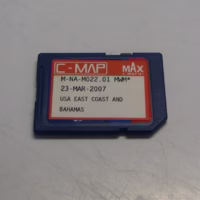 C-MAP MAX
M-NA-M022.01 MWM*
23-MAR-2007
USA EAST COAST AND
BAHAMAS